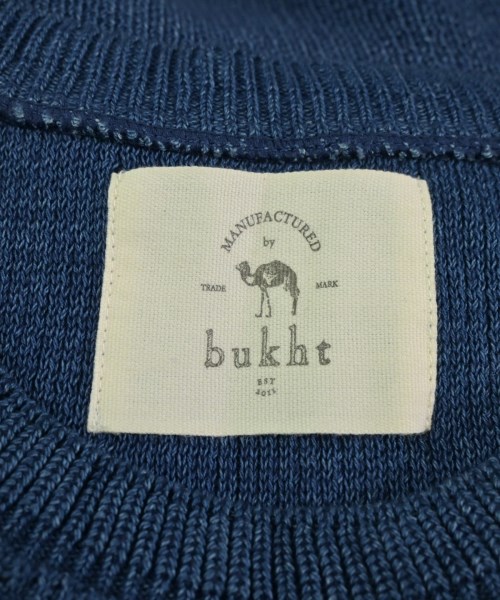 MANUFACTURED
by
TRADE MARK
bukht
EST
2011